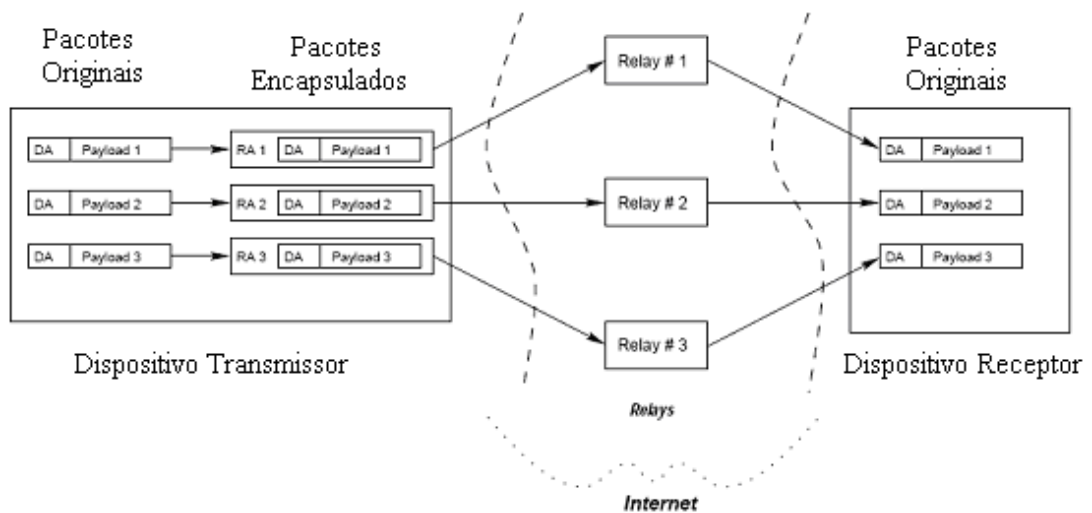 Pacotes
Originais
Pacotes
Encapsulados
Relay # 1
Pacotes
Originais
DA Payload 1
RA 1 DA Payload 1
DA Payload 1
DA Payload 2
RA 2 DA Payload 2
Relay # 2
DA Payload 2
DA Payload 3
RA 3 DA Payload 3
DA Payload 3
Relay # 3
Dispositivo Transmissor
Dispositivo Receptor
Relays
Internet